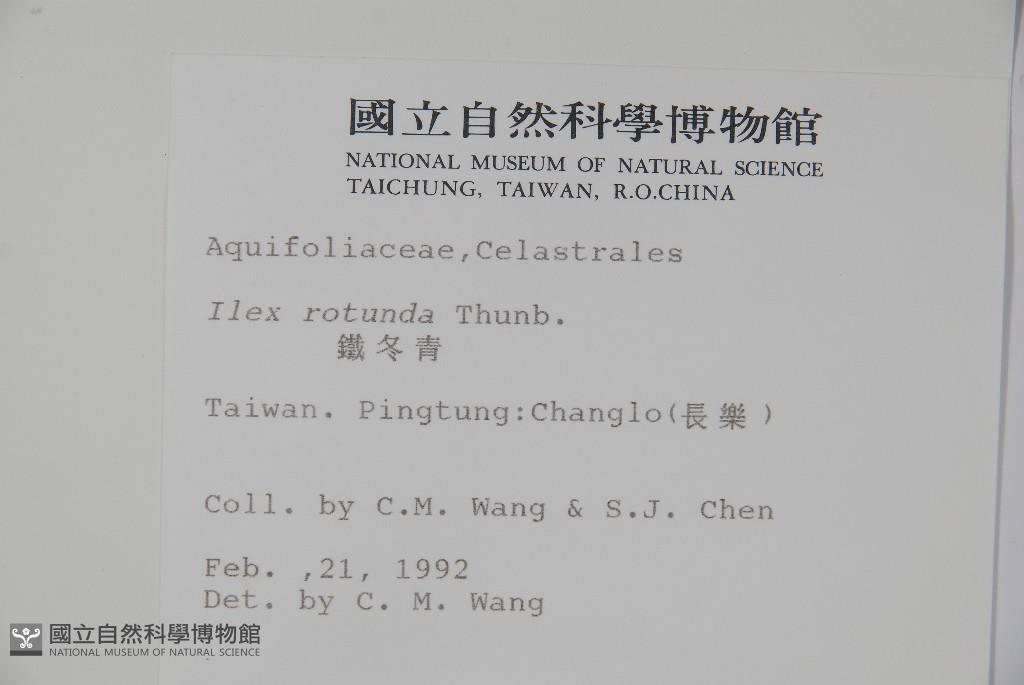 國立自然科學博物館
NATIONAL MUSEUM OF NATURAL SCIENCE
TAICHUNG, TAIWAN, R.O.CHINA
Aquifoliaceae,Celastrales
Ilex rotunda Thunb.
鐵冬青
Taiwan. Pingtung:Changlo(長樂)
Coll. by C.M. Wang & S.J. Chen
Feb. ,21, 1992
Det. by C. M. Wang
國立自然科學博物館
NATIONAL MUSEUM OF NATURAL SCIENCE